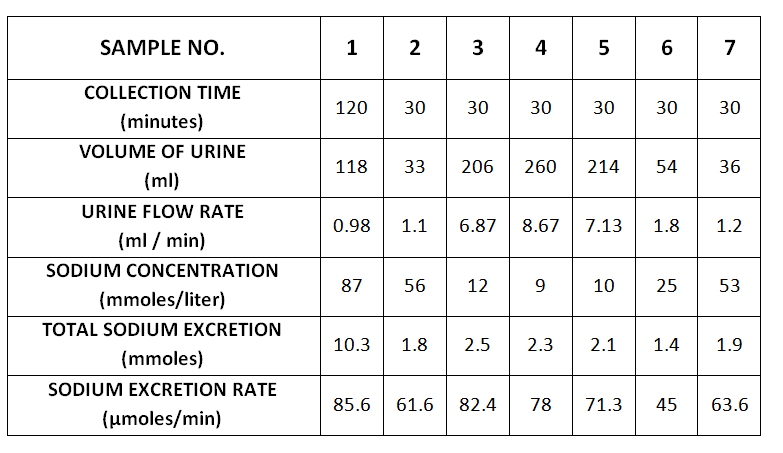 SAMPLE NO. 1 2 3 4 5 6 7
COLLECTION TIME
(minutes) 120 30 30 30 30 30 30
VOLUME OF URINE
(ml) 118 33 206 260 214 54 36
URINE FLOW RATE
(ml / min) 0.98 1.1 6.87 8.67 7.13 1.8 1.2
SODIUM CONCENTRATION
(mmoles/liter) 87 56 12 9 10 25 53
TOTAL SODIUM EXCRETION
(mmoles) 10.3 1.8 2.5 2.3 2.1 1.4 1.9
SODIUM EXCRETION RATE
(µmoles/min) 85.6 61.6 82.4 78 71.3 45 63.6